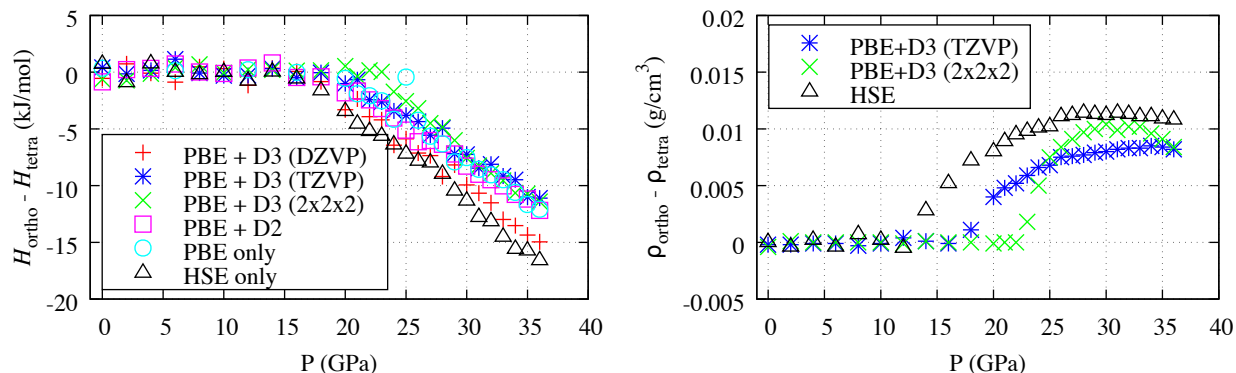 H_ortho - H_tetra (kJ/mol)
5
0
-5
-10
-15
-20
PBE + D3 (DZVP)
PBE + D3 (TZVP)
PBE + D3 (2x2x2)
PBE + D2
PBE only
HSE only
0 5 10 15 20 25 30 35 40
P (GPa)
ρ_ortho - ρ_tetra (g/cm³)
0.02
0.015
0.01
0.005
0
-0.005
PBE+D3 (TZVP)
PBE+D3 (2x2x2)
HSE
0 5 10 15 20 25 30 35 40
P (GPa)